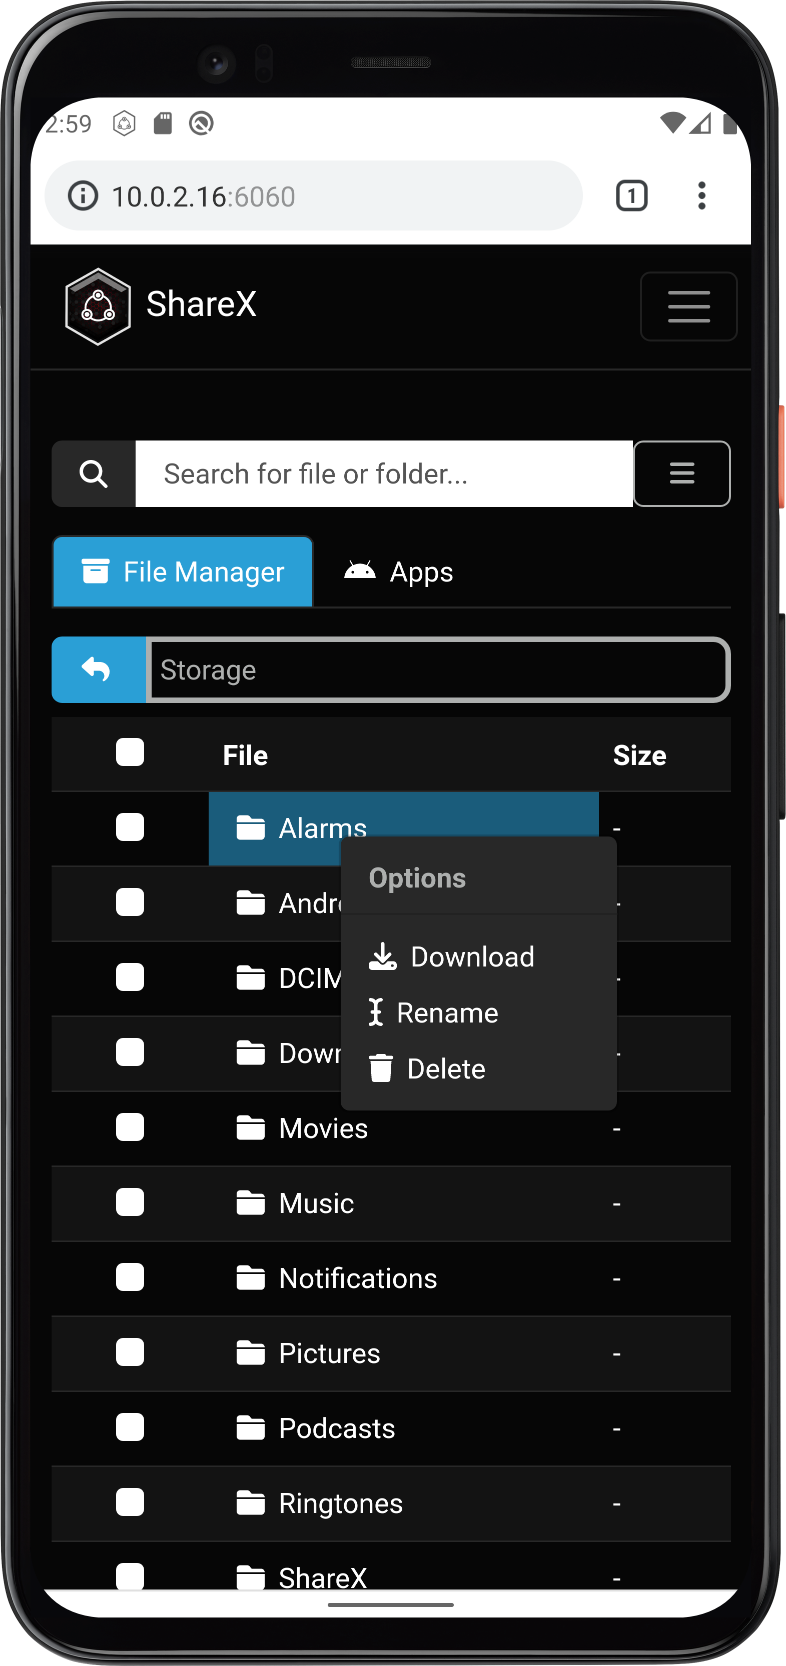 2:59
10.0.2.16:6060
1
ShareX
Search for file or folder...
File Manager Apps
Storage
File Size
Alarms -
Options
-
DCIM -
Download
Rename
-
Delete
Movies -
Music -
Notifications -
Pictures -
Podcasts -
Ringtones -
ShareX -